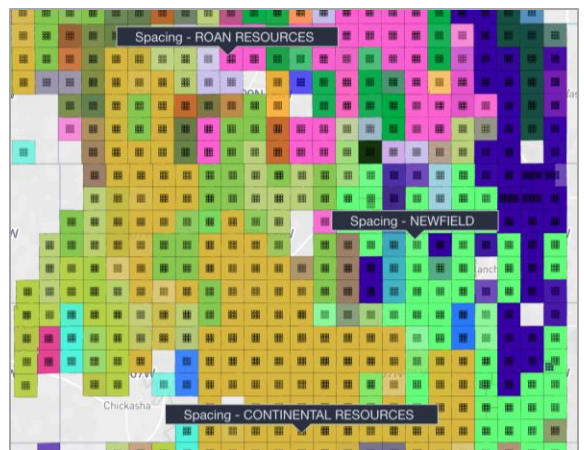 Spacing - ROAN RESOURCES
Spacing - NEWFIELD
Spacing - CONTINENTAL RESOURCES
Chickasha